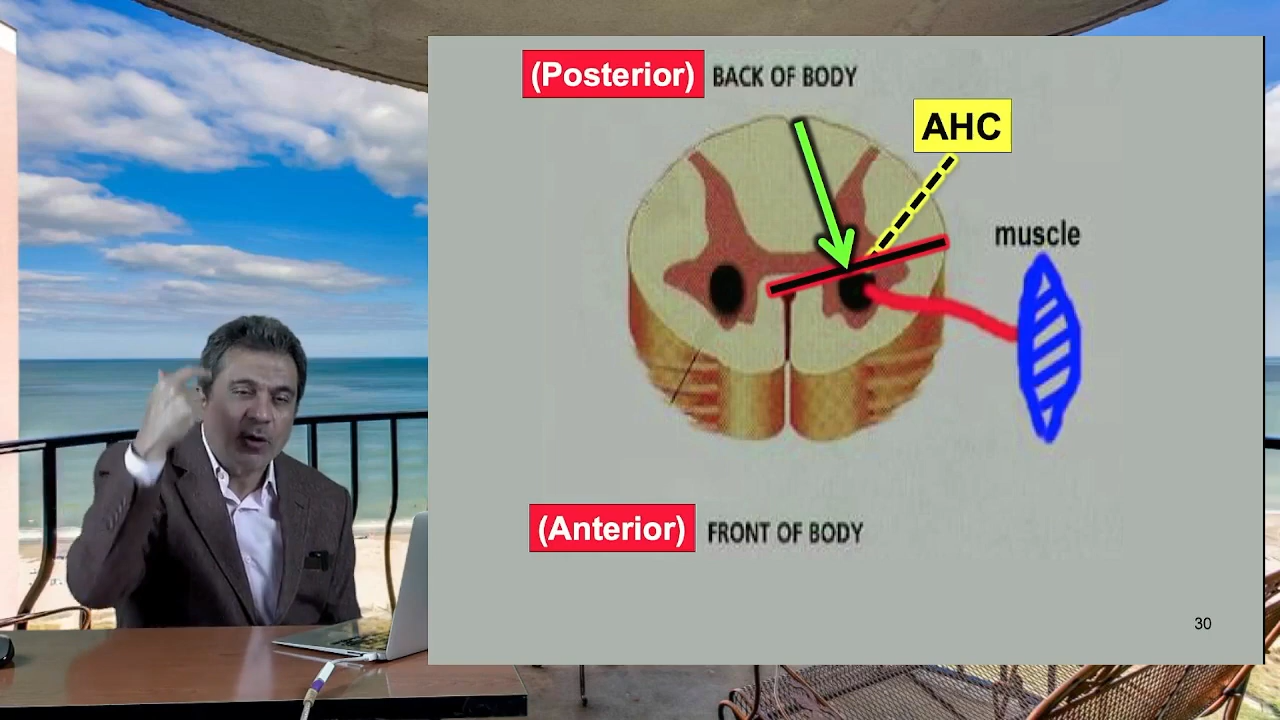 (Posterior) BACK OF BODY
AHC
muscle
(Anterior) FRONT OF BODY
30